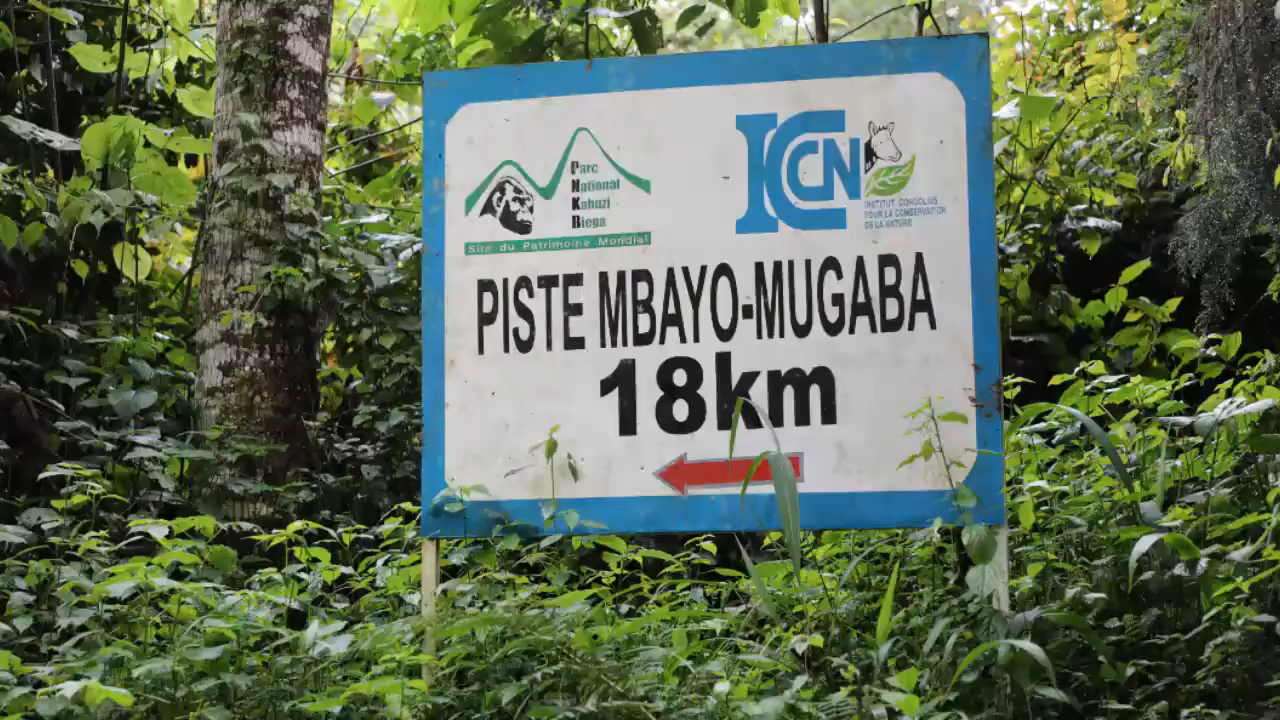 Parc
National
Kahuzi
Biega
Site du Patrimoine Mondial
ICCN
INSTITUT CONGOLAIS
POUR LA CONSERVATION
DE LA NATURE
PISTE MBAYO-MUGABA
18km